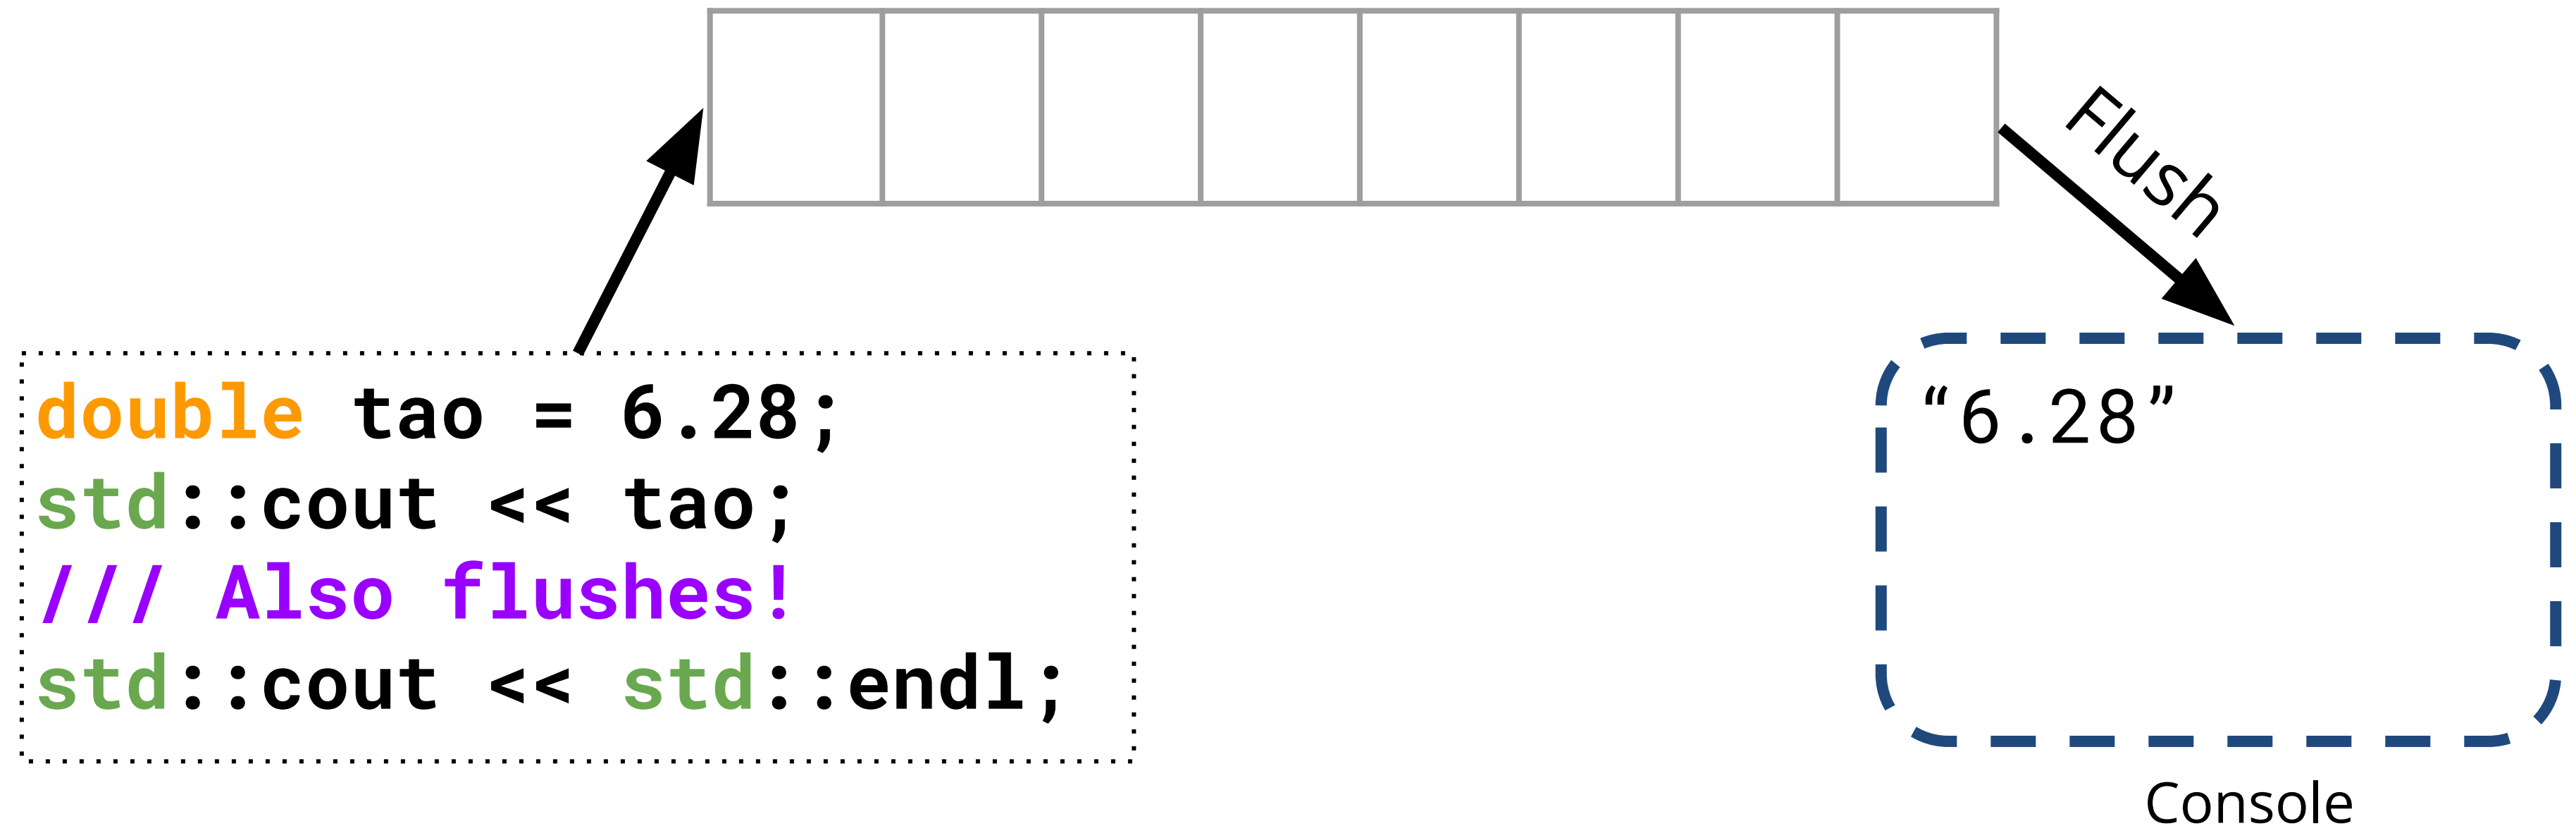 Flush
double tao = 6.28;
std::cout << tao;
/// Also flushes!
std::cout << std::endl;
“6.28”
Console